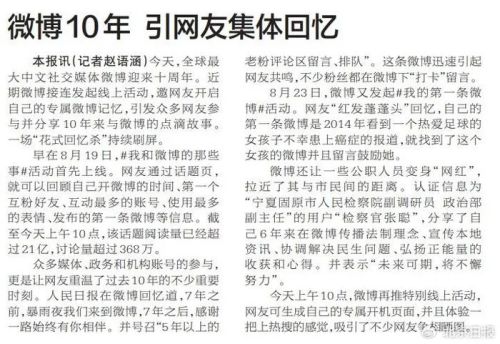 微博10年 引网友集体回忆
本报讯(记者赵语涵)今天,全球最
大中文社交媒体微博迎来十周年。近
期微博接连发起线上活动,邀网友开启
自己的专属微博记忆,引发众多网友参
与并分享10年来与微博的点滴故事。
一场“花式回忆杀”持续刷屏。
早在8月19日,#我和微博的那些
事#活动首先上线。网友通过话题页,
就可以回顾自己开微博的时间、第一个
互粉好友、互动最多的账号、使用最多
的表情、发布的第一条微博等信息。截
至今天上午10点,该话题阅读量已经超
过21亿,讨论量超过368万。
众多媒体、政务和机构账号的参与,
更是让网友重温了过去10年的不少重要
时刻。人民日报在微博回忆道,7年之
前,暴雨夜我们来到微博,7年之后,感谢
一路始终有你相伴。并号召“5年以上的
老粉评论区留言、排队”。这条微博迅速引起
网友共鸣,不少粉丝都在微博下“打卡”留言。
8月23日,微博又发起#我的第一条
微博#活动。网友“红发蓬蓬头”回忆,自己的
第一条微博是2014年看到一个热爱足球的
女孩子不幸患上癌症的报道,就找到了这个
女孩的微博并且留言鼓励她。
微博还让一些公职人员变身“网红”,
拉近了其与市民间的距离。认证信息为
“宁夏固原市人民检察院副调研员 政治部
副主任”的用户“检察官张聪”,分享了自
己6年来在微博传播法制理念、宣传本地
资讯、协调解决民生问题、弘扬正能量的
收获和心得。并表示“未来可期,将不懈
努力”。
今天上午10点,微博再推特别线上活动,
网友可生成自己的专属开机页面,并且体验一
把上热搜的感觉,吸引了不少网友争相晒图。